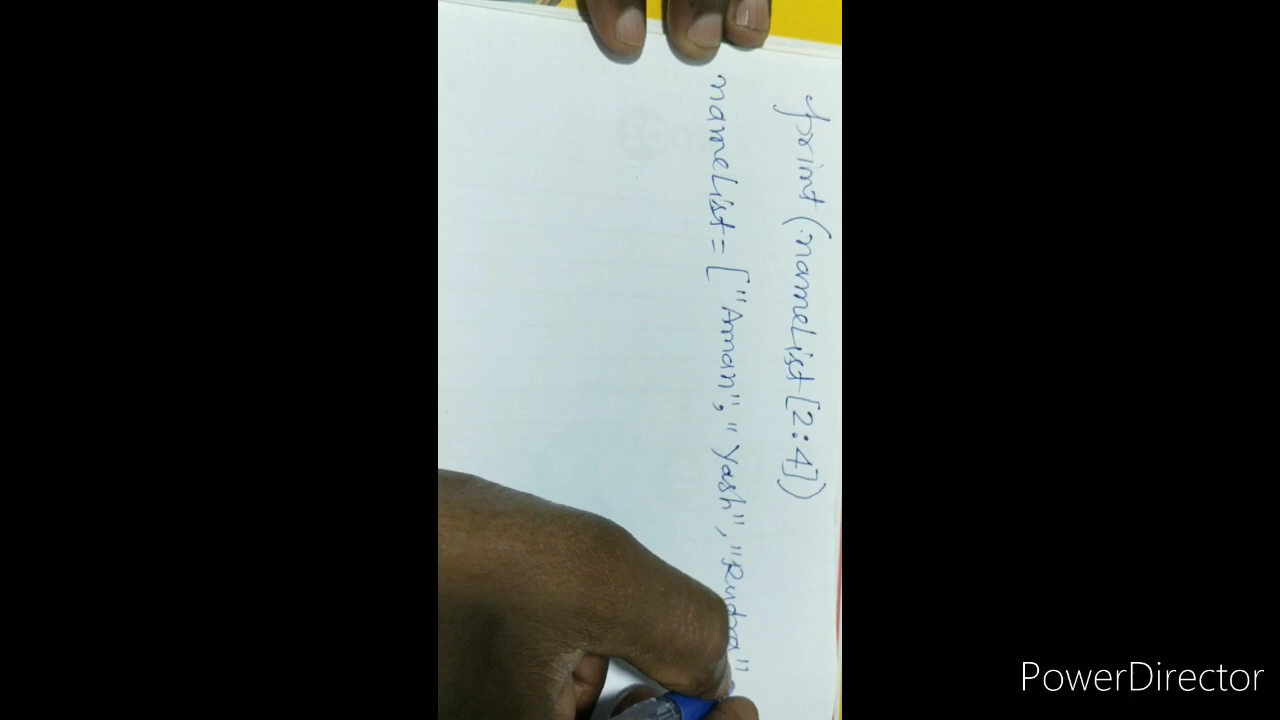 print (nameList [2:4])
nameList = ["Aman", "Yash", "Rudra"
PowerDirector